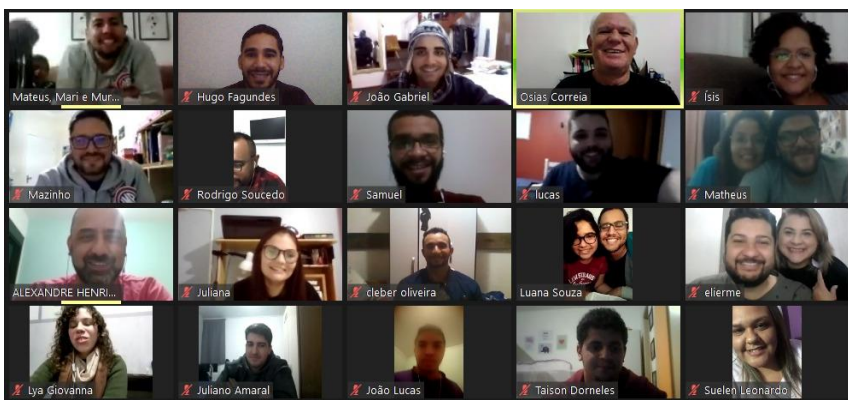 Mateus, Mari e Mur...
Hugo Fagundes
João Gabriel
Osias Correia
Ísis
Mazinho
Rodrigo Soucedo
Samuel
lucas
Matheus
ALEXANDRE HENRI...
Juliana
cleber oliveira
Luana Souza
elierme
Lya Giovanna
Juliano Amaral
João Lucas
Taison Dorneles
Suelen Leonardo